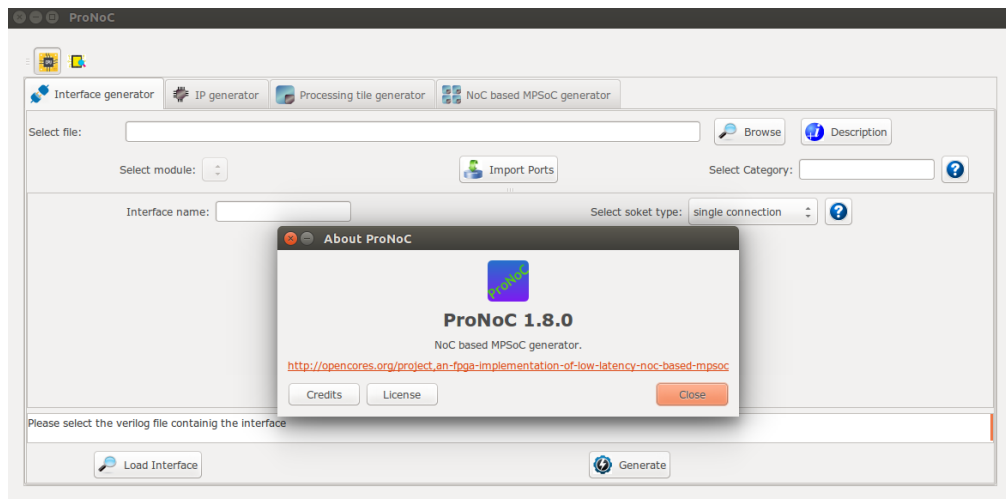 ProNoC
Interface generator IP generator Processing tile generator NoC based MPSoC generator
Select file: Browse Description
Select module: Import Ports Select Category:
Interface name: Select soket type: single connection
About ProNoC
ProNoC
ProNoC 1.8.0
NoC based MPSoC generator.
http://opencores.org/project,an-fpga-implementation-of-low-latency-noc-based-mpsoc
Credits License Close
Please select the verilog file containig the interface
Load Interface Generate